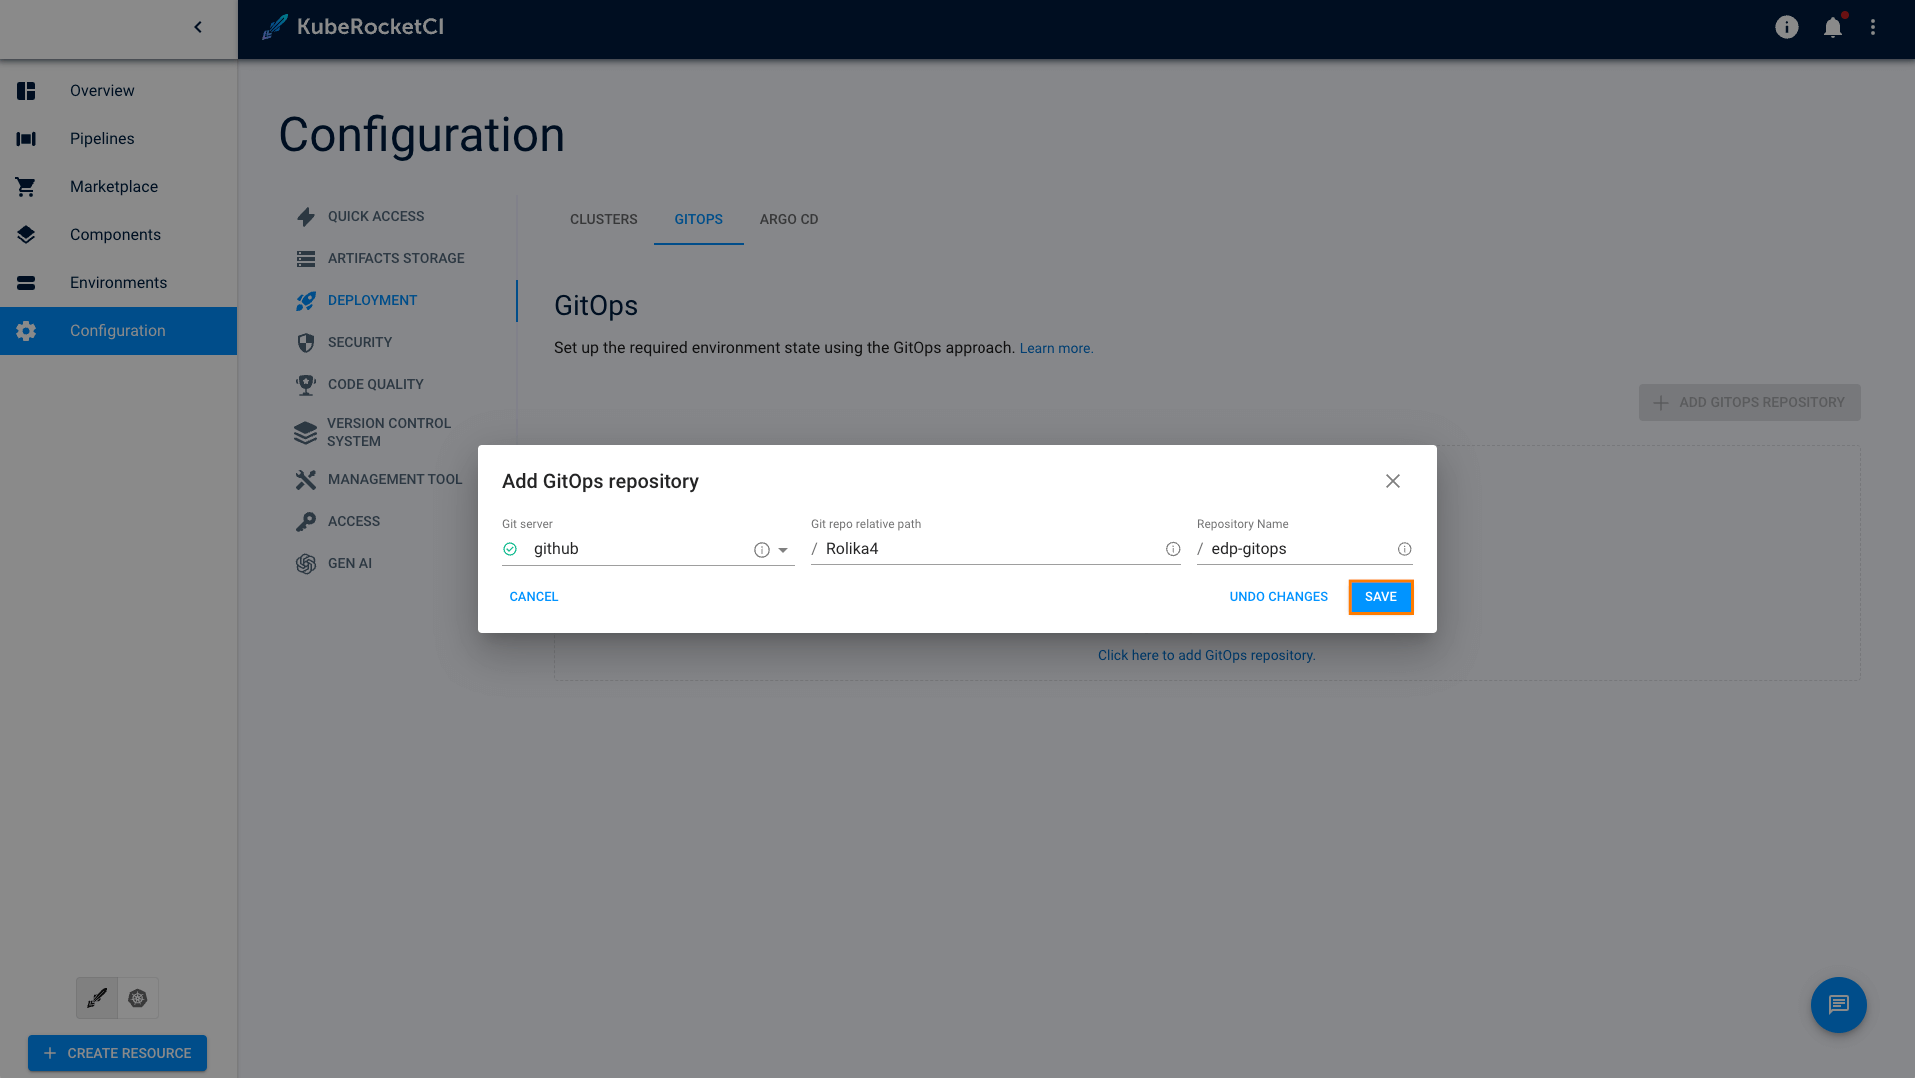 KubeRocketCI
Overview
Pipelines
Marketplace
Components
Environments
Configuration
Configuration
QUICK ACCESS
ARTIFACTS STORAGE
DEPLOYMENT
SECURITY
CODE QUALITY
VERSION CONTROL
SYSTEM
MANAGEMENT TOOL
ACCESS
GEN AI
CLUSTERS
GITOPS
ARGO CD
GitOps
Set up the required environment state using the GitOps approach. Learn more.
+ ADD GITOPS REPOSITORY
Add GitOps repository
Git server
github
Git repo relative path
/ Rolika4
Repository Name
/ edp-gitops
CANCEL
UNDO CHANGES
SAVE
Click here to add GitOps repository.
+ CREATE RESOURCE